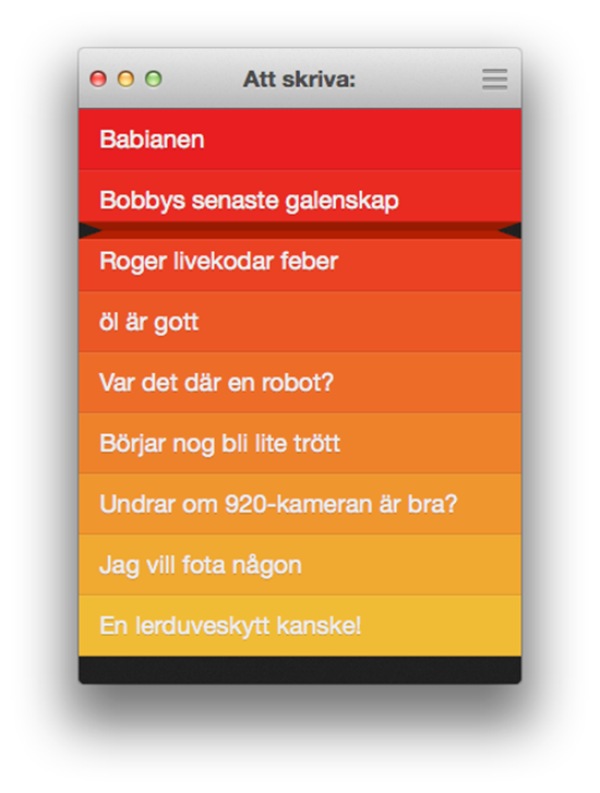 Att skriva:
Babianen
Bobbys senaste galenskap
Roger livekodar feber
öl är gott
Var det där en robot?
Börjar nog bli lite trött
Undrar om 920-kameran är bra?
Jag vill fota någon
En lerduveskytt kanske!